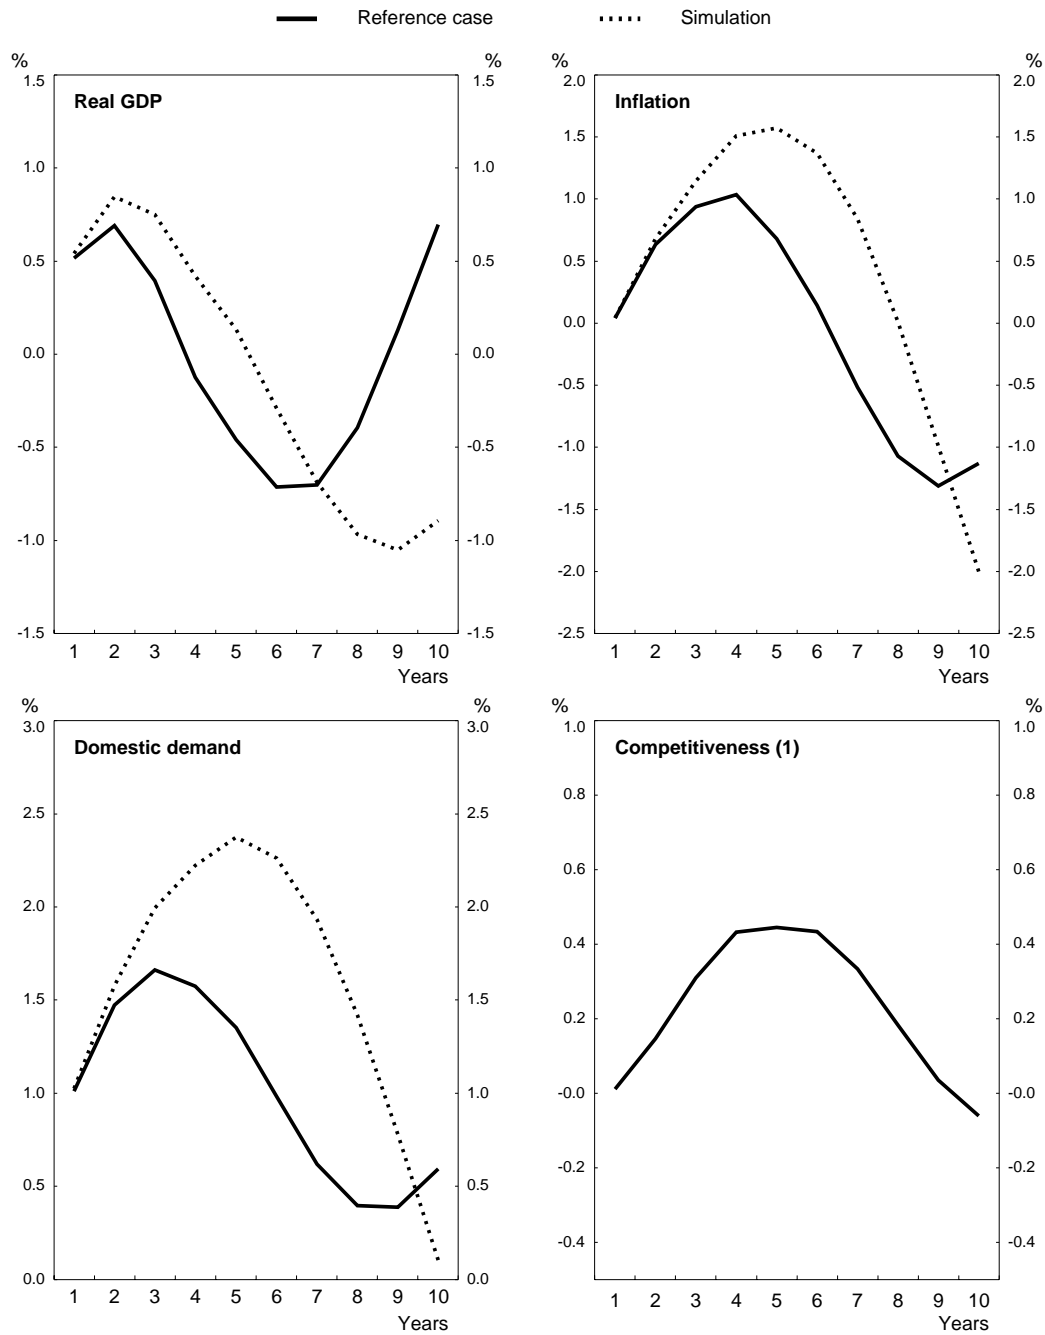 Reference case Simulation
% % % %
1.5 1.5 2.0 2.0
Real GDP Inflation
1.5 1.5
1.0 1.0
1.0 1.0
0.5 0.5 0.5 0.5
0.0 0.0
0.0 0.0
-0.5 -0.5
-0.5 -0.5
-1.0 -1.0
-1.0 -1.0
-1.5 -1.5
-2.0 -2.0
-1.5 -1.5 -2.5 -2.5
1 2 3 4 5 6 7 8 9 10 1 2 3 4 5 6 7 8 9 10
Years Years
% % % %
3.0 3.0 1.0 1.0
Domestic demand Competitiveness (1)
0.8 0.8
2.5 2.5
0.6 0.6
2.0 2.0
0.4 0.4
1.5 1.5
0.2 0.2
1.0 1.0 -0.0 -0.0
-0.2 -0.2
0.5 0.5
-0.4 -0.4
0.0 0.0
1 2 3 4 5 6 7 8 9 10 1 2 3 4 5 6 7 8 9 10
Years Years